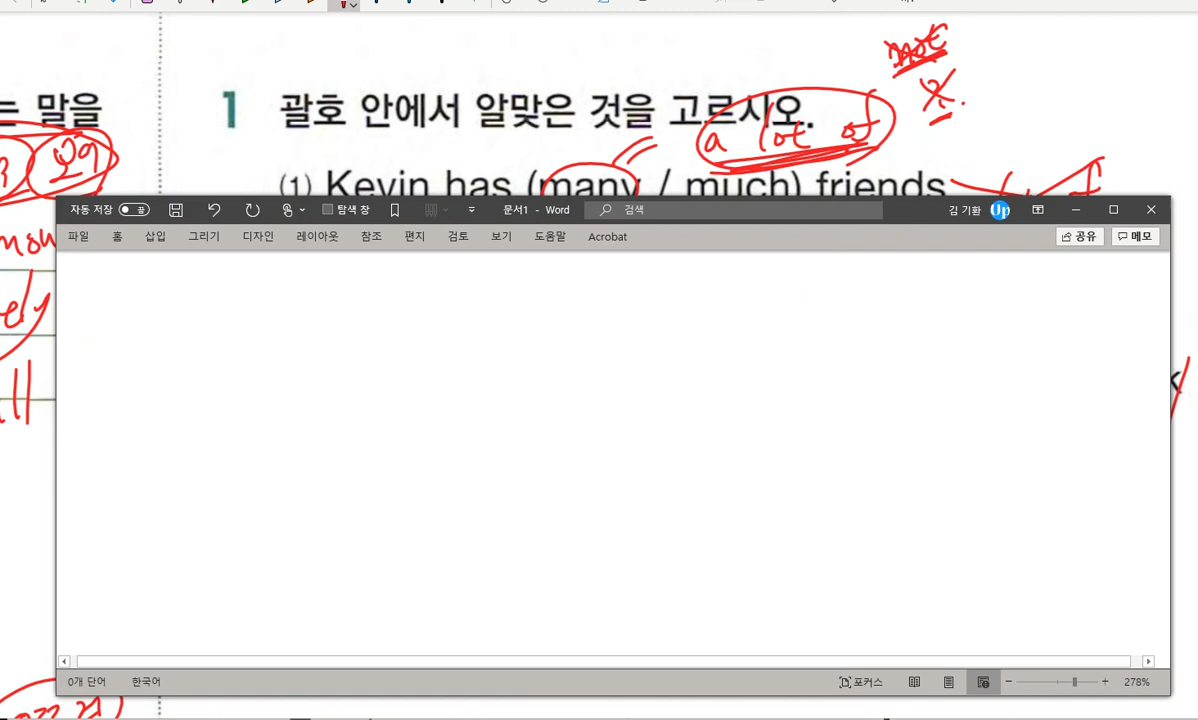 not
는 말을
1 괄호 안에서 알맞은 것을 고르시오.
a lot of
(1) Kevin has (many / much) friends
자동 저장 끌
탐색 창
문서1 - Word
검색
김 기환
Up
파일 홈 삽입 그리기 디자인 레이아웃 참조 편지 검토 보기 도움말 Acrobat
공유 메모
0개 단어 한국어
포커스
278%